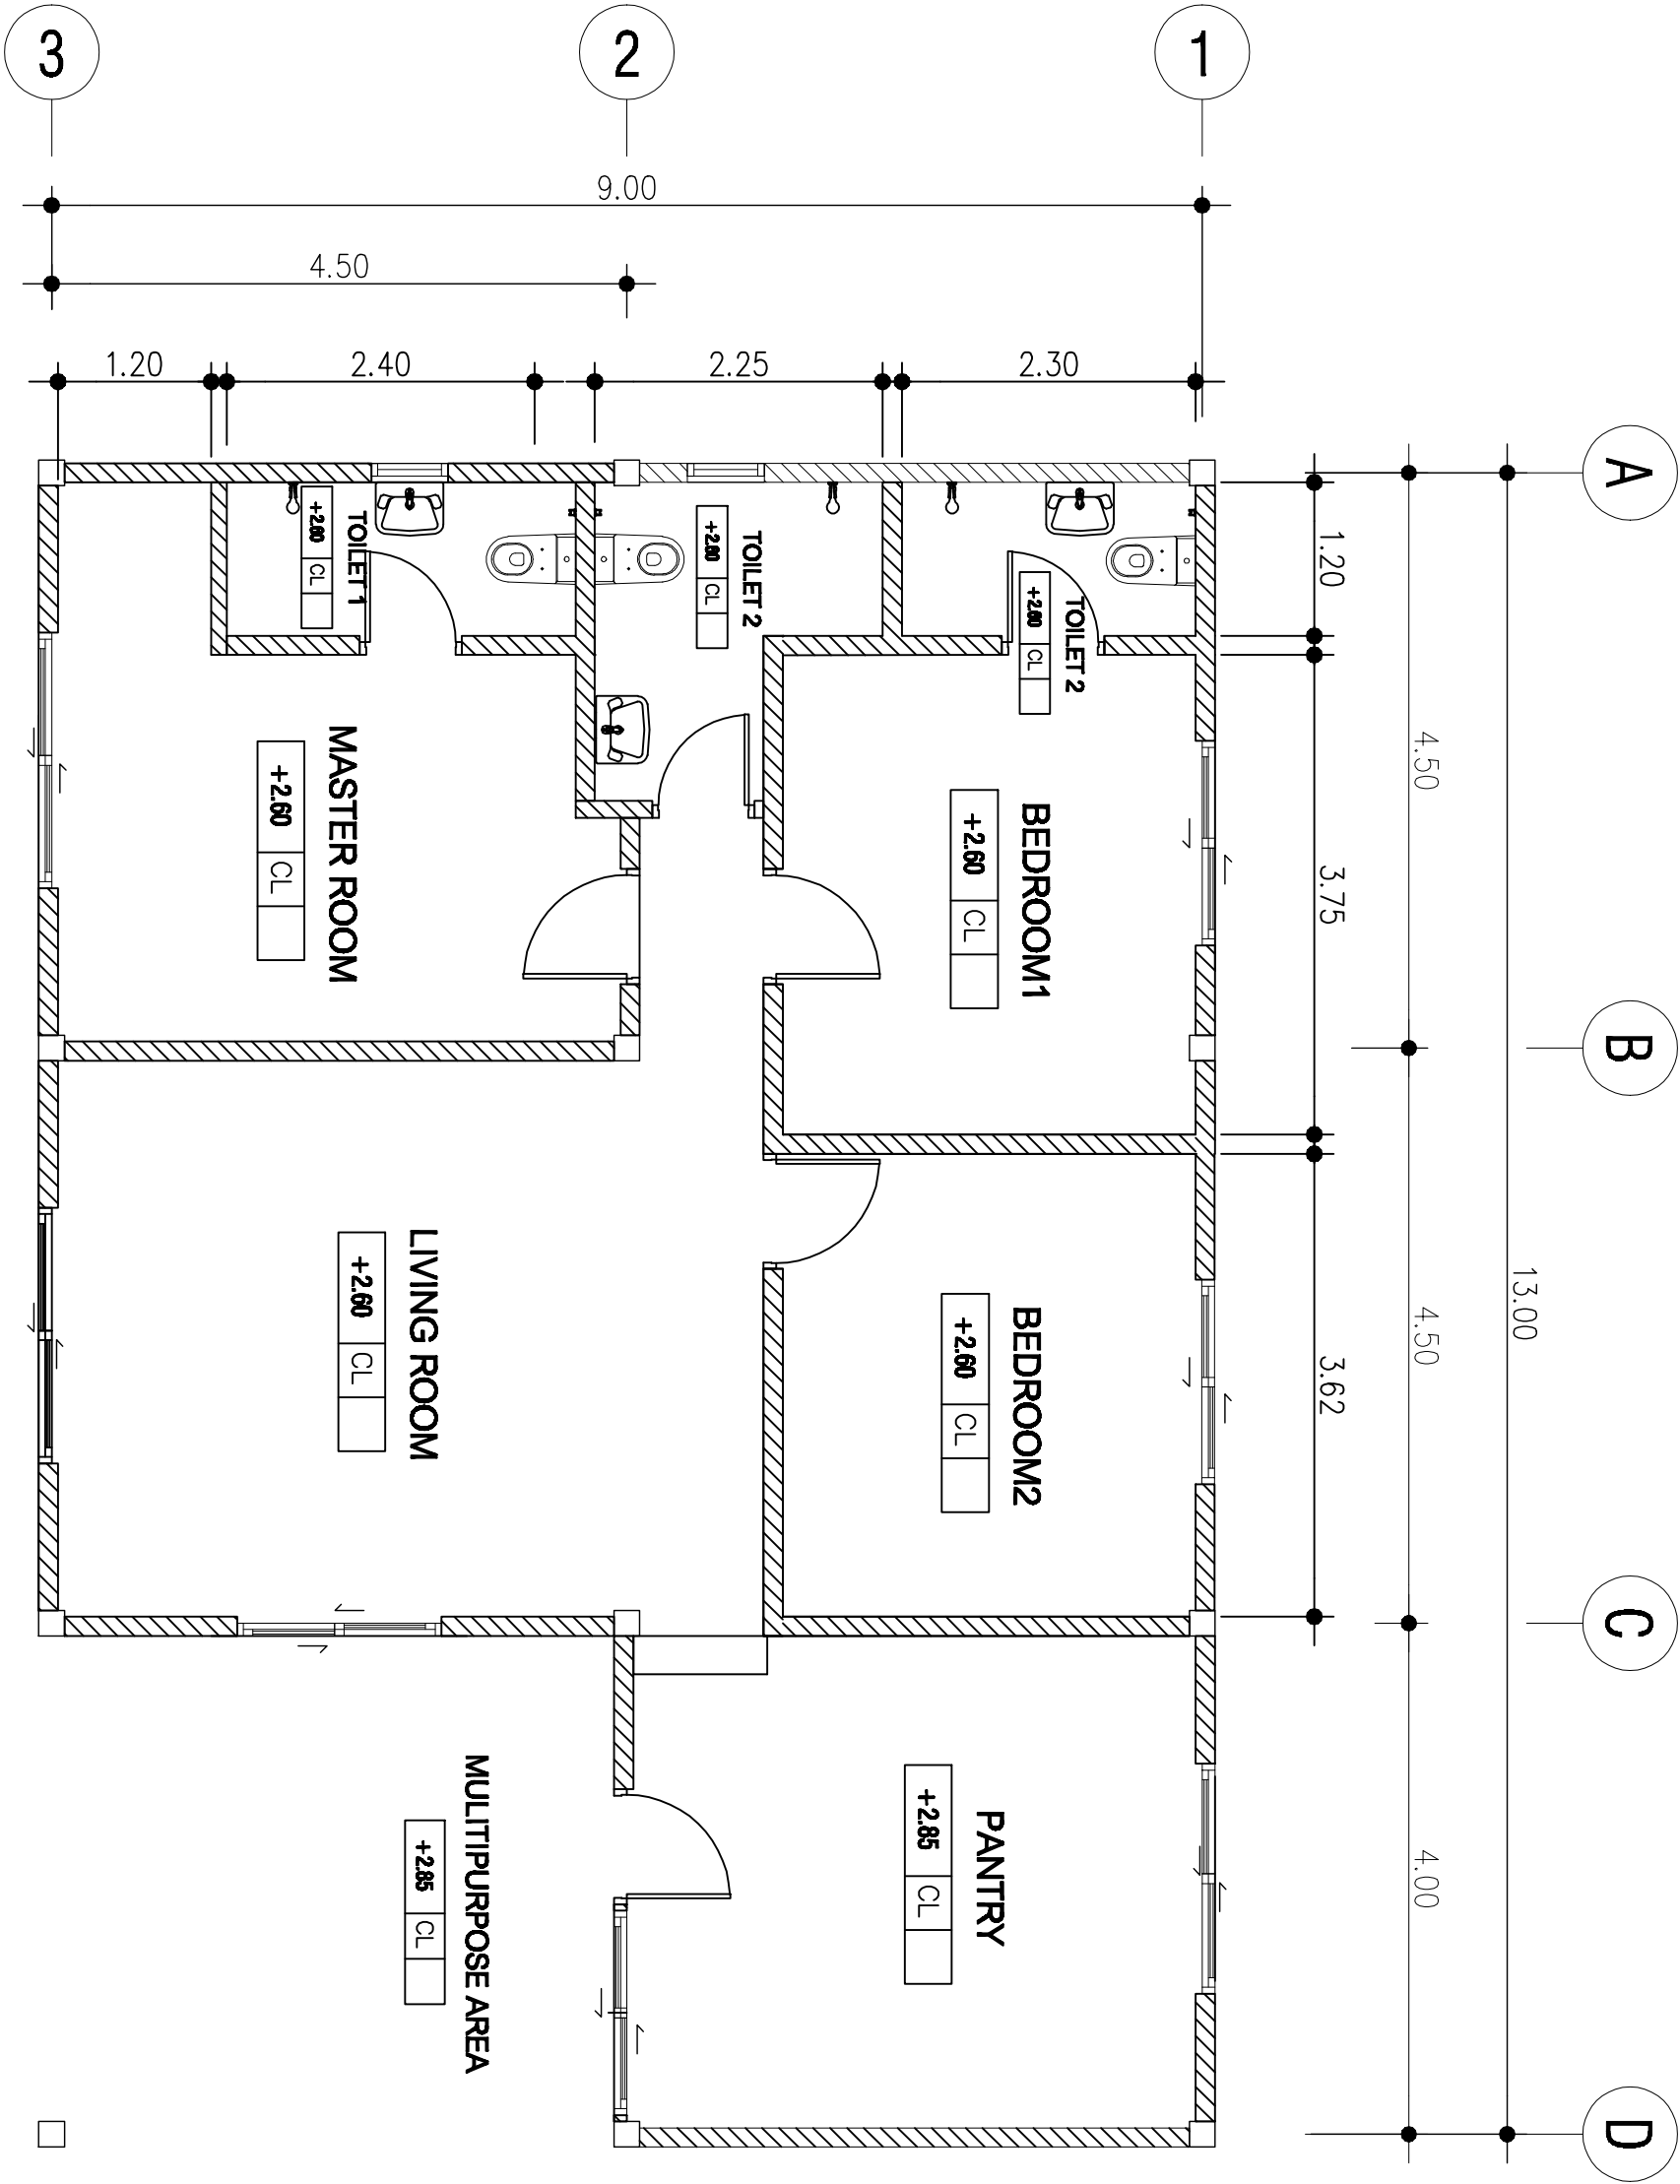 3
2
1
9.00
4.50
1.20
2.40
2.25
2.30
A
B
C
D
1.20
3.75
3.62
4.50
4.50
4.00
13.00
TOILET 1
+2.60 CL
TOILET 2
+2.60 CL
TOILET 2
+2.60 CL
MASTER ROOM
+2.60 CL
BEDROOM1
+2.60 CL
LIVING ROOM
+2.60 CL
BEDROOM2
+2.60 CL
MULITIPURPOSE AREA
+2.85 CL
PANTRY
+2.85 CL